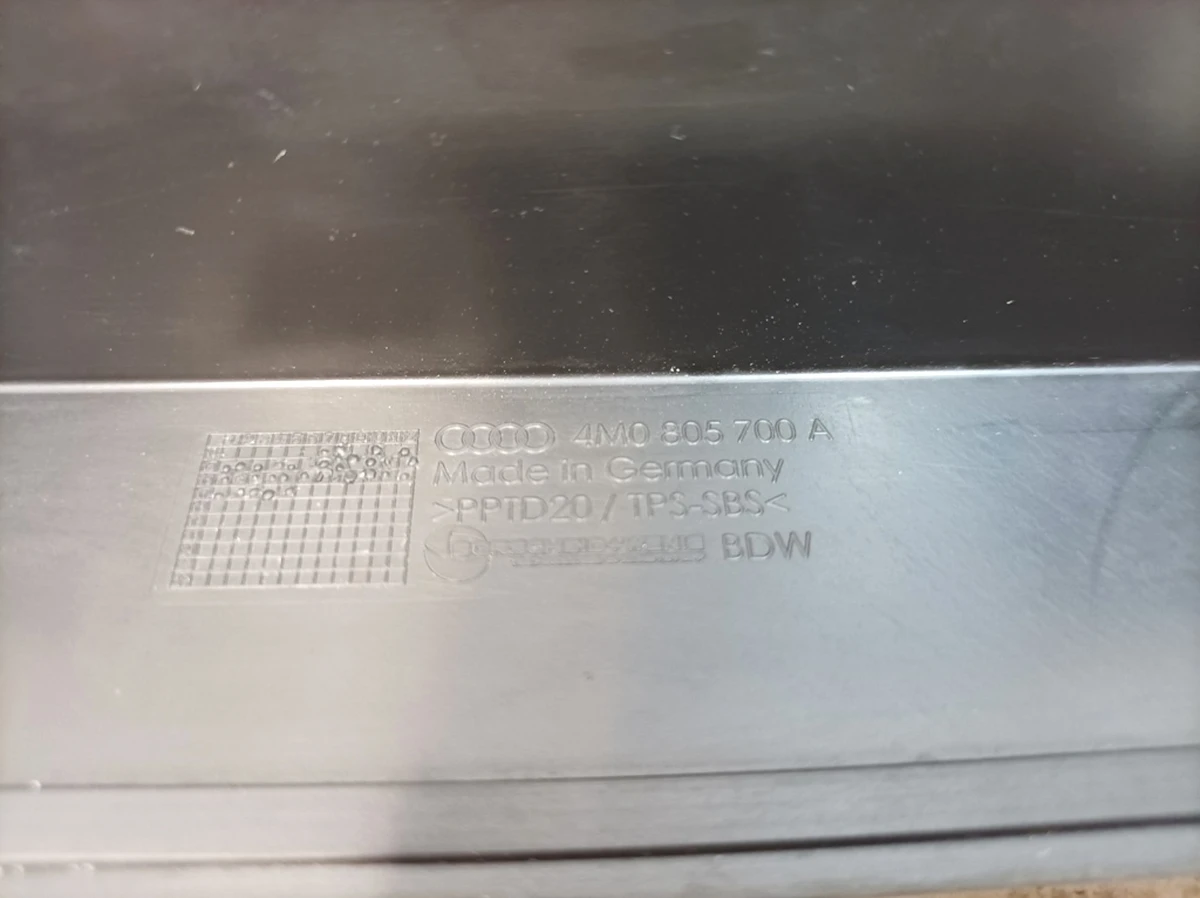 4M0 805 700 A
Made in Germany
>PPTD20 / TPS-SBS<
BDW